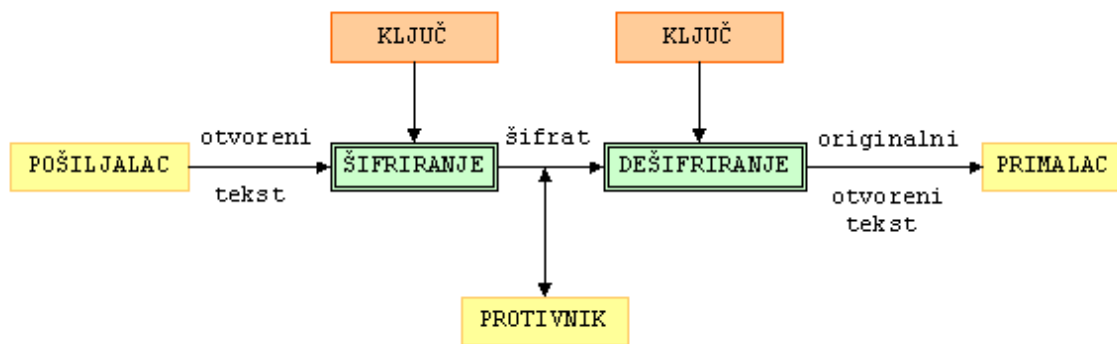 KLJUČ
KLJUČ
otvoreni
tekst
šifrat
originalni
otvoreni
tekst
POŠILJALAC
ŠIFRIRANJE
DEŠIFRIRANJE
PRIMALAC
PROTIVNIK